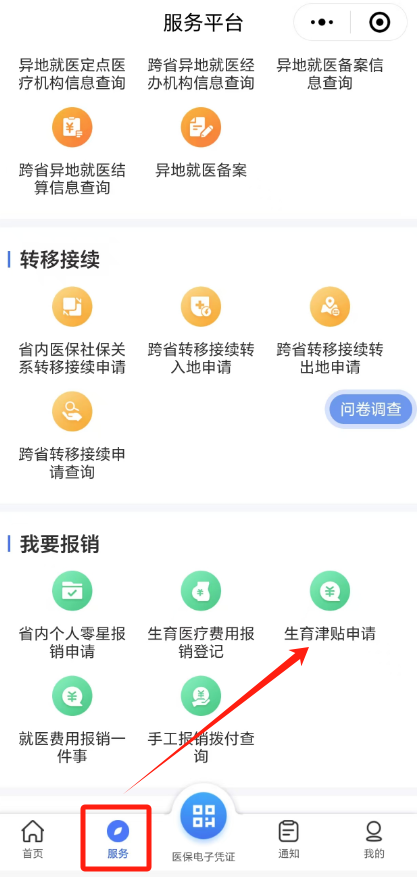 服务平台
异地就医定点医
疗机构信息查询
跨省异地就医经
办机构信息查询
异地就医备案信
息查询
跨省异地就医结
算信息查询
异地就医备案
转移接续
省内医保社保关
系转移接续申请
跨省转移接续转
入地申请
跨省转移接续转
出地申请
问卷调查
跨省转移接续申
请查询
我要报销
省内个人零星报
销申请
生育医疗费用报
销登记
生育津贴申请
就医费用报销一
件事
手工报销拨付查
询
首页
服务
医保电子凭证
通知
我的